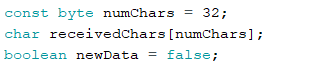 const byte numChars = 32;
char receivedChars[numChars];
boolean newData = false;